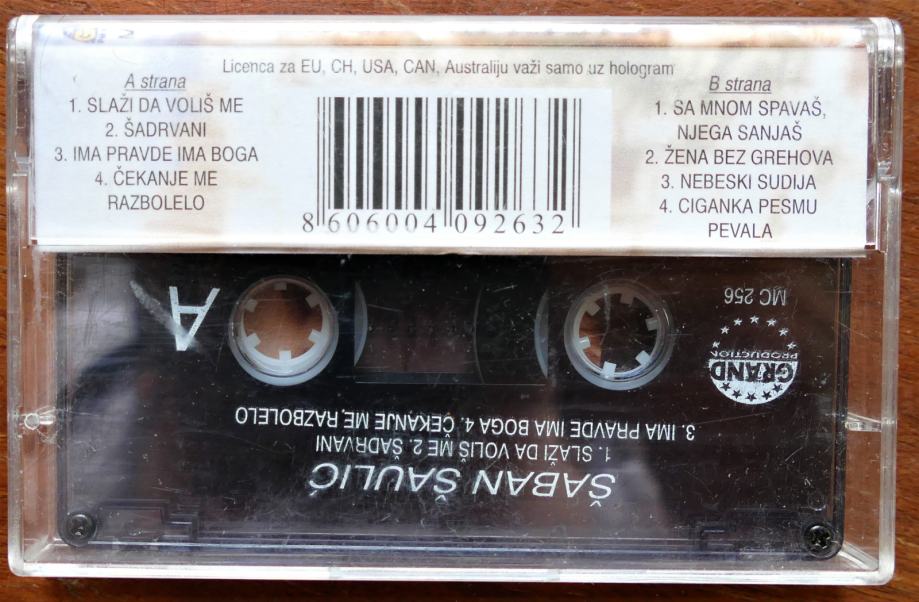 Licenca za EU, CH, USA, CAN, Australiju važi samo uz hologram
A strana
1. SLAŽI DA VOLIŠ ME
2. ŠADRVANI
3. IMA PRAVDE IMA BOGA
4. ČEKANJE ME
RAZBOLELO
8 606004 092632
B strana
1. SA MNOM SPAVAŠ,
NJEGA SANJAŠ
2. ŽENA BEZ GREHOVA
3. NEBESKI SUDIJA
4. CIGANKA PESMU
PEVALA
ŠABAN ŠAULIĆ
1. SLAŽI DA VOLIŠ ME 2. ŠADRVANI
3. IMA PRAVDE IMA BOGA 4. ČEKANJE ME, RAZBOLELO
GRAND
PRODUCTION
MC 256
A